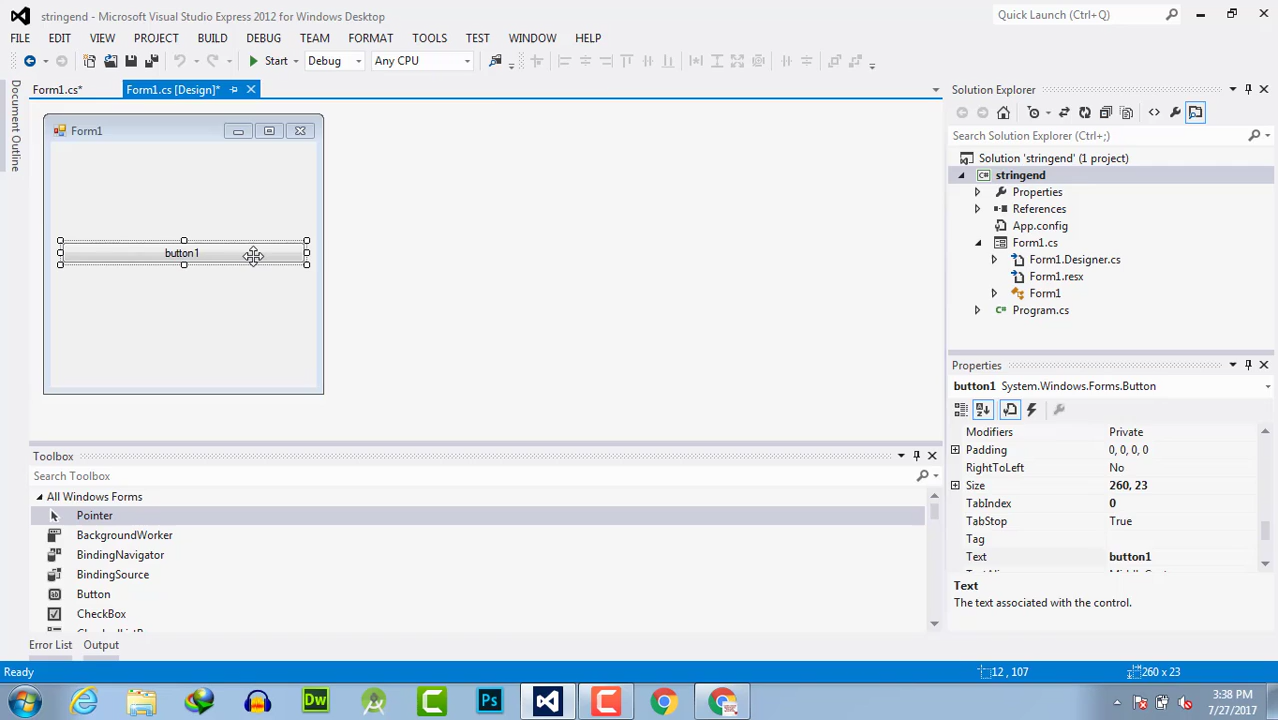 stringend - Microsoft Visual Studio Express 2012 for Windows Desktop
Quick Launch (Ctrl+Q)
FILE EDIT VIEW PROJECT BUILD DEBUG TEAM FORMAT TOOLS TEST WINDOW HELP
Start Debug Any CPU
Document Outline
Form1.cs* Form1.cs [Design]*
Form1
button1
Solution Explorer
Search Solution Explorer (Ctrl+;)
Solution 'stringend' (1 project)
C# stringend
Properties
References
App.config
Form1.cs
Form1.Designer.cs
Form1.resx
Form1
C# Program.cs
Properties
button1 System.Windows.Forms.Button
Modifiers Private
Padding 0, 0, 0, 0
RightToLeft No
Size 260, 23
TabIndex 0
TabStop True
Tag
Text button1
Text
The text associated with the control.
Toolbox
Search Toolbox
All Windows Forms
Pointer
BackgroundWorker
BindingNavigator
BindingSource
Button
CheckBox
Error List Output
Ready 12 , 107 260 x 23
Dw C Ps C
3:38 PM
7/27/2017